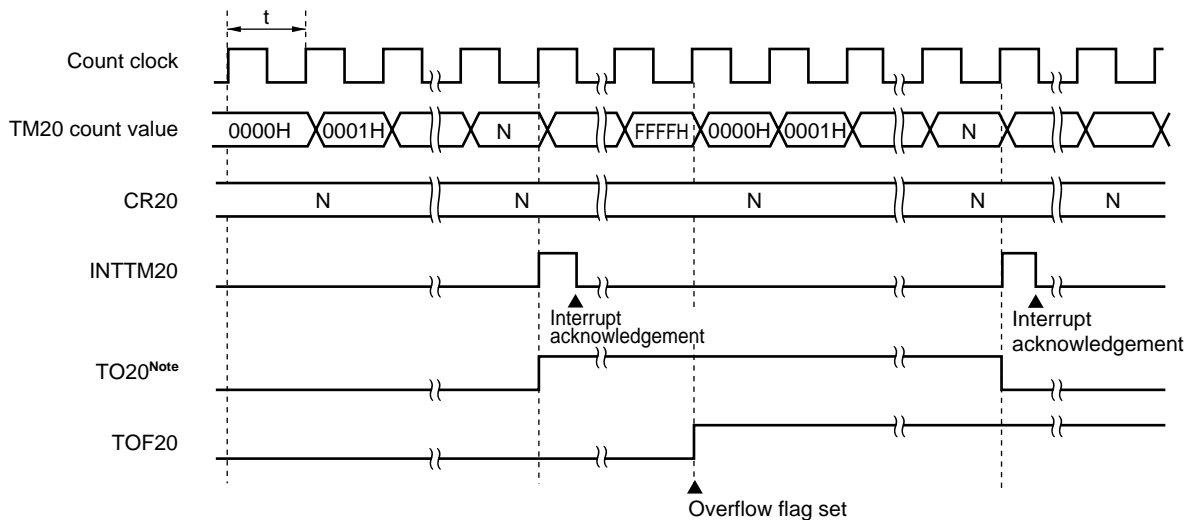 t
Count clock
TM20 count value 0000H 0001H N FFFFH 0000H 0001H N
CR20 N N N N N
INTTM20
Interrupt
acknowledgement
Interrupt
acknowledgement
TO20Note
TOF20
Overflow flag set